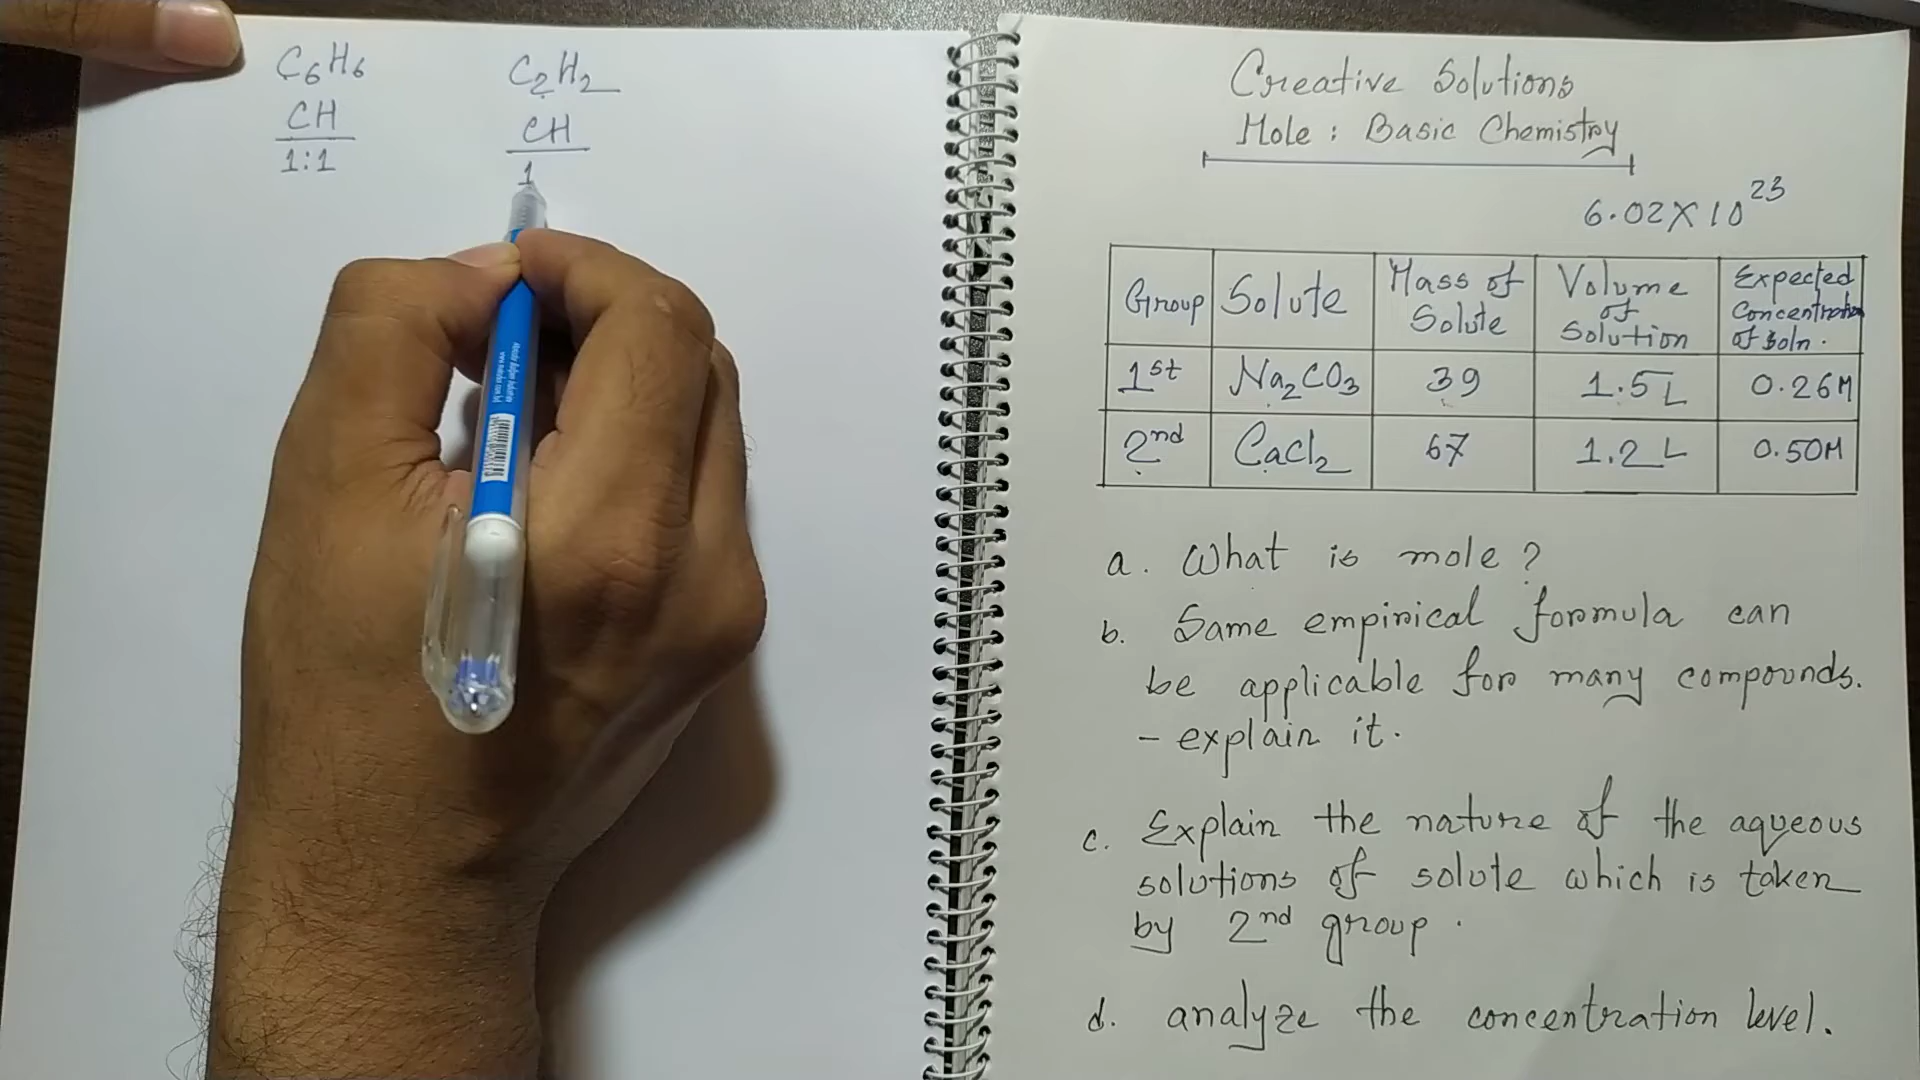 C6H6
CH
1:1
C2H2
CH
1
Creative Solutions
Mole : Basic Chemistry
6.02X10^23
Group Solute Mass of Solute Volume of Solution Expected Concentration of Soln.
1st Na2CO3 39 1.5 L 0.26M
2nd CaCl2 67 1.2 L 0.50M
a. What is mole?
b. Same empirical formula can
be applicable for many compounds.
- explain it.
c. Explain the nature of the aqueous
solutions of solute which is taken
by 2nd group.
d. analyze the concentration level.